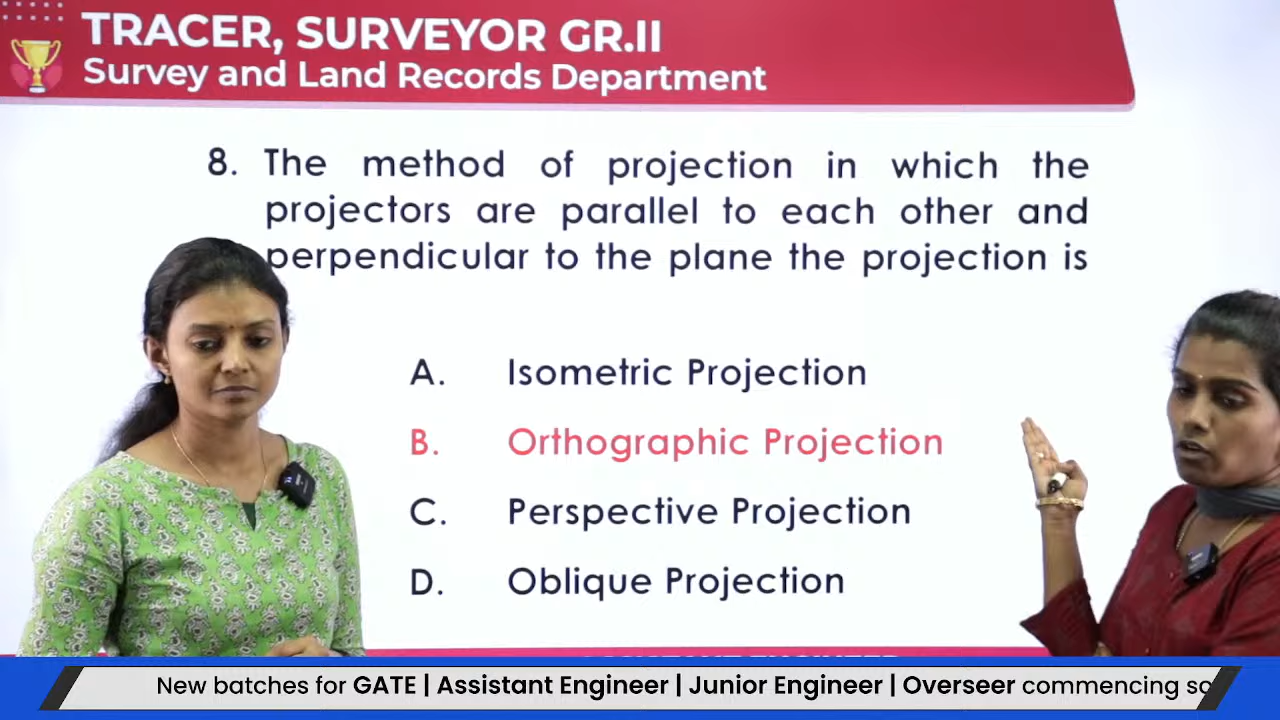 TRACER, SURVEYOR GR.II
Survey and Land Records Department
8. The method of projection in which the
projectors are parallel to each other and
perpendicular to the plane the projection is
A. Isometric Projection
B. Orthographic Projection
C. Perspective Projection
D. Oblique Projection
New batches for GATE | Assistant Engineer | Junior Engineer | Overseer commencing